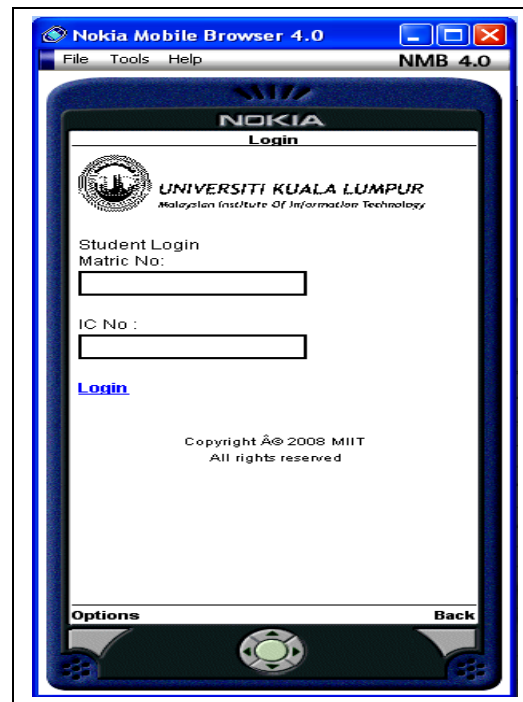 Nokia Mobile Browser 4.0
File Tools Help NMB 4.0
NOKIA
Login
UNIVERSITI KUALA LUMPUR
Malaysian Institute Of Information Technology
Student Login
Matric No:
IC No :
Login
Copyright Â© 2008 MIIT
All rights reserved
Options Back